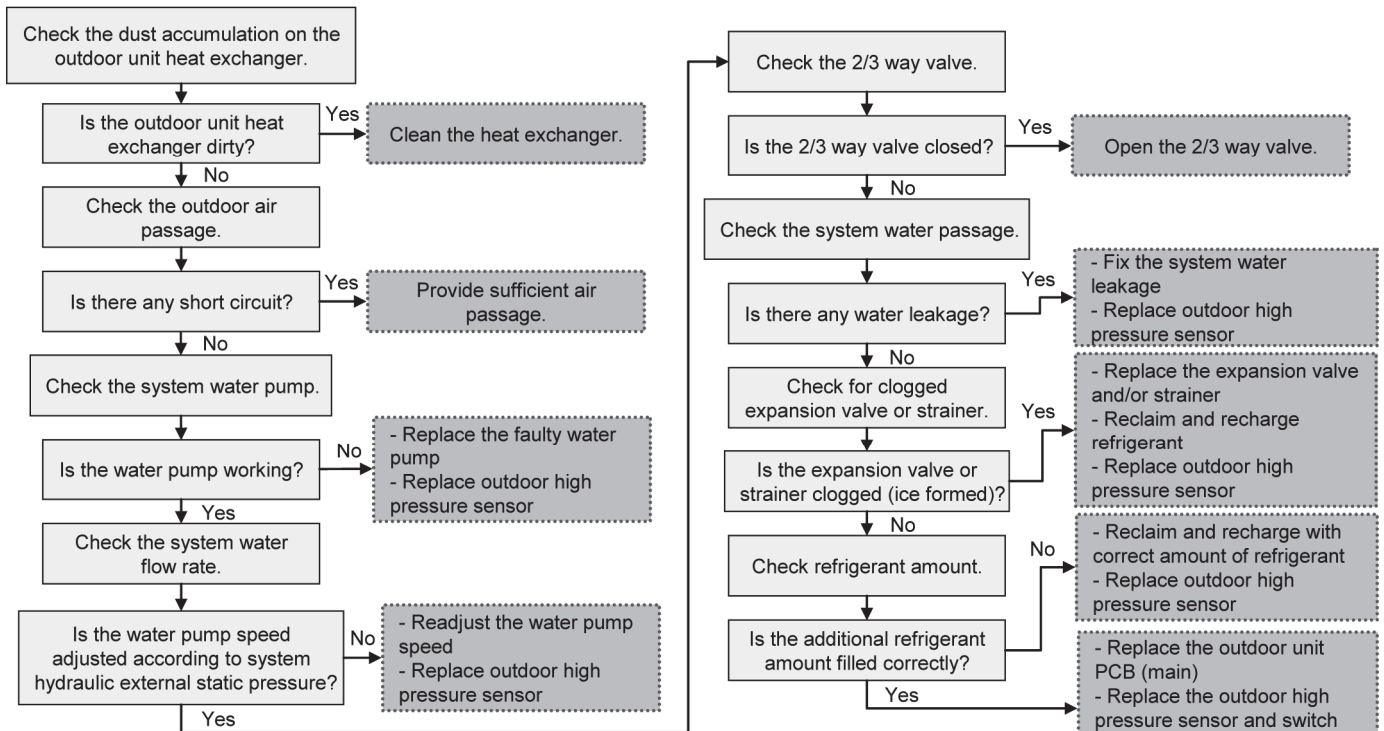 Check the dust accumulation on the
outdoor unit heat exchanger.
Is the outdoor unit heat
exchanger dirty?
Yes
Clean the heat exchanger.
No
Check the outdoor air
passage.
Is there any short circuit?
Yes
Provide sufficient air
passage.
No
Check the system water pump.
Is the water pump working?
No
- Replace the faulty water
pump
- Replace outdoor high
pressure sensor
Yes
Check the system water
flow rate.
Is the water pump speed
adjusted according to system
hydraulic external static pressure?
No
- Readjust the water pump
speed
- Replace outdoor high
pressure sensor
Yes
Check the 2/3 way valve.
Is the 2/3 way valve closed?
Yes
Open the 2/3 way valve.
No
Check the system water passage.
Is there any water leakage?
Yes
- Fix the system water
leakage
- Replace outdoor high
pressure sensor
No
Check for clogged
expansion valve or strainer.
Is the expansion valve or
strainer clogged (ice formed)?
Yes
- Replace the expansion valve
and/or strainer
- Reclaim and recharge
refrigerant
- Replace outdoor high
pressure sensor
No
Check refrigerant amount.
Is the additional refrigerant
amount filled correctly?
No
- Reclaim and recharge with
correct amount of refrigerant
- Replace outdoor high
pressure sensor
Yes
- Replace the outdoor unit
PCB (main)
- Replace the outdoor high
pressure sensor and switch